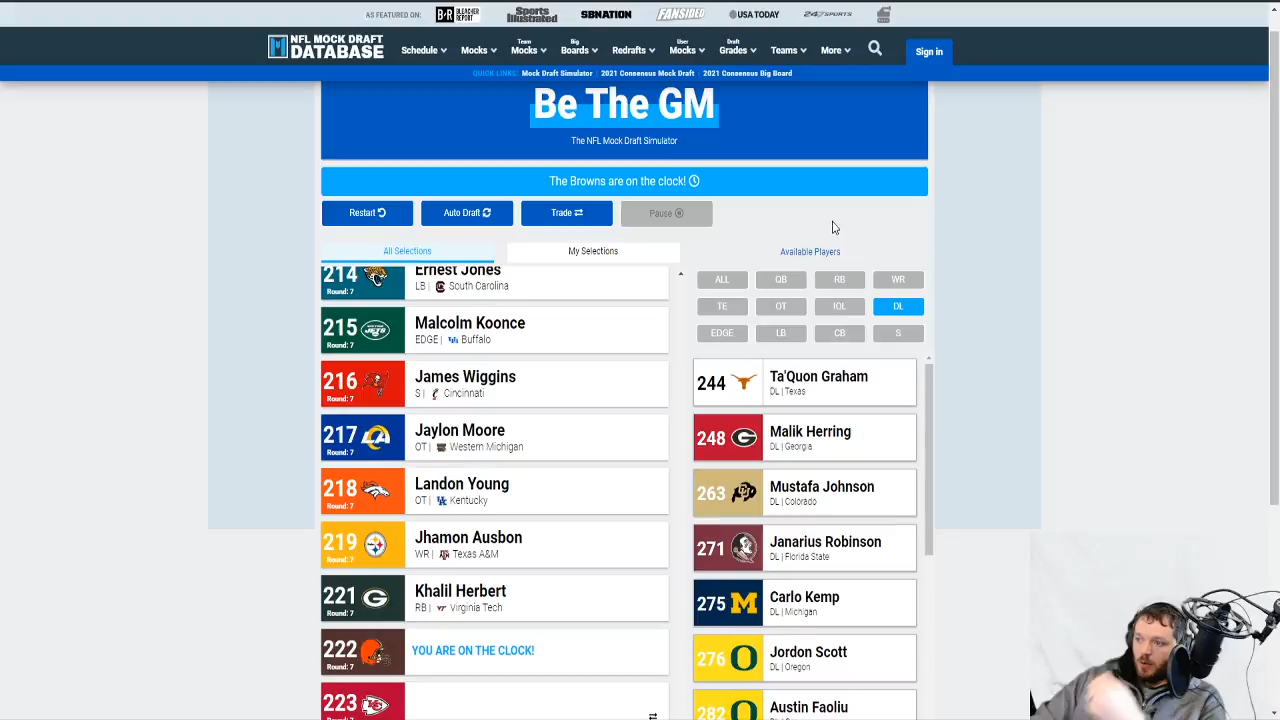 AS FEATURED ON:
B/R BLEACHER REPORT
Sports Illustrated
SBNATION
FANSIDED
USA TODAY
247SPORTS
NFL MOCK DRAFT DATABASE
Schedule
Mocks
Team Mocks
Big Boards
Redrafts
User Mocks
Draft Grades
Teams
More
Sign in
QUICK LINKS: Mock Draft Simulator | 2021 Consensus Mock Draft | 2021 Consensus Big Board
Be The GM
The NFL Mock Draft Simulator
The Browns are on the clock!
Restart
Auto Draft
Trade
Pause
All Selections
My Selections
214 Ernest Jones
Round: 7
LB | South Carolina
215 Malcolm Koonce
Round: 7
EDGE | Buffalo
216 James Wiggins
Round: 7
S | Cincinnati
217 Jaylon Moore
Round: 7
OT | Western Michigan
218 Landon Young
Round: 7
OT | Kentucky
219 Jhamon Ausbon
Round: 7
WR | Texas A&M
221 Khalil Herbert
Round: 7
RB | Virginia Tech
222 YOU ARE ON THE CLOCK!
Round: 7
223
Available Players
ALL QB RB WR
TE OT IOL DL
EDGE LB CB S
244 Ta'Quon Graham
DL | Texas
248 Malik Herring
DL | Georgia
263 Mustafa Johnson
DL | Colorado
271 Janarius Robinson
DL | Florida State
275 Carlo Kemp
DL | Michigan
276 Jordon Scott
DL | Oregon
282 Austin Faoliu